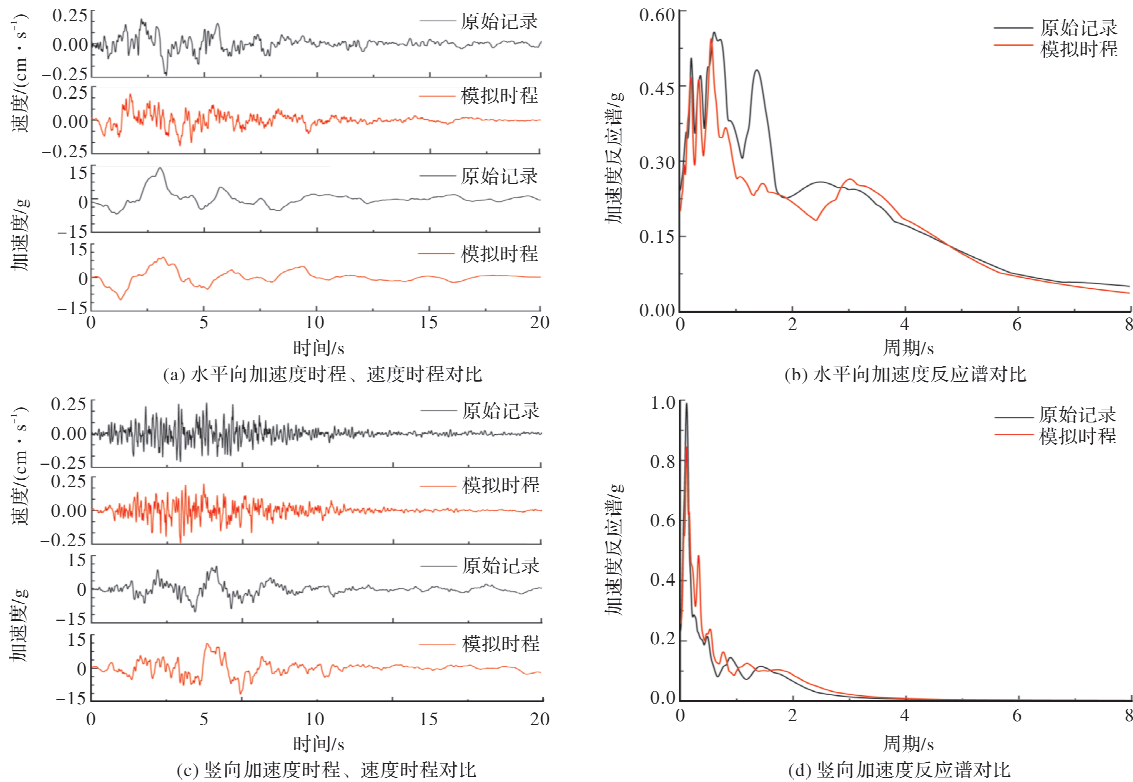 速度/(cm·s⁻¹)
加速度/g
0.25
0.00
−0.25
原始记录
0.25
0.00
−0.25
模拟时程
15
0
−15
原始记录
15
0
−15
模拟时程
0
5
10
15
20
时间/s
(a) 水平向加速度时程、速度时程对比
加速度反应谱/g
0.60
0.45
0.30
0.15
0.00
原始记录
模拟时程
0
2
4
6
8
周期/s
(b) 水平向加速度反应谱对比
速度/(cm·s⁻¹)
加速度/g
0.25
0.00
−0.25
原始记录
0.25
0.00
−0.25
模拟时程
15
0
−15
原始记录
15
0
−15
模拟时程
0
5
10
15
20
时间/s
(c) 竖向加速度时程、速度时程对比
加速度反应谱/g
1.0
0.8
0.6
0.4
0.2
0.0
原始记录
模拟时程
0
2
4
6
8
周期/s
(d) 竖向加速度反应谱对比